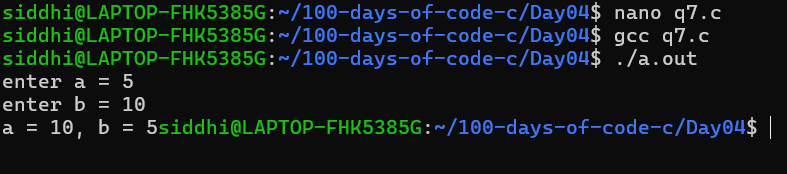 siddhi@LAPTOP-FHK5385G:~/100-days-of-code-c/Day04$ nano q7.c
siddhi@LAPTOP-FHK5385G:~/100-days-of-code-c/Day04$ gcc q7.c
siddhi@LAPTOP-FHK5385G:~/100-days-of-code-c/Day04$ ./a.out
enter a = 5
enter b = 10
a = 10, b = 5siddhi@LAPTOP-FHK5385G:~/100-days-of-code-c/Day04$